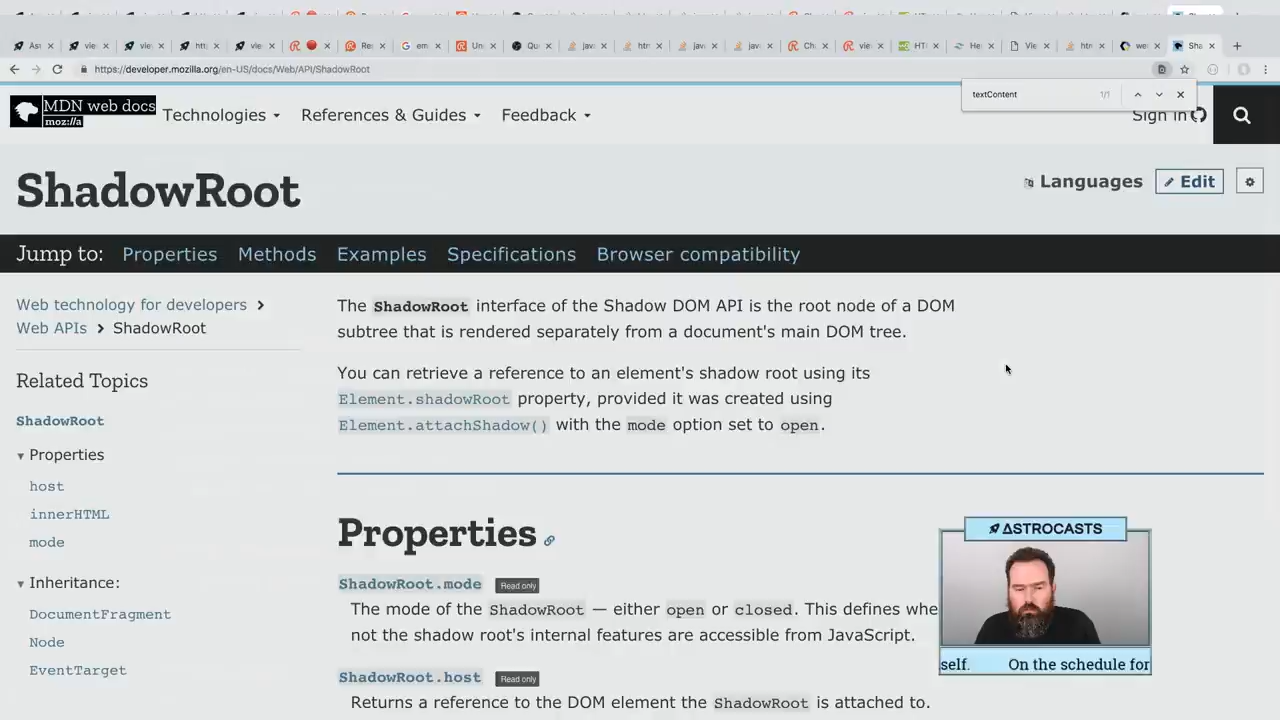 https://developer.mozilla.org/en-US/docs/Web/API/ShadowRoot
textContent 1/1
MDN web docs
moz://a
Technologies
References & Guides
Feedback
Sign in
ShadowRoot
Languages
Edit
Jump to: Properties Methods Examples Specifications Browser compatibility
Web technology for developers
Web APIs ShadowRoot
Related Topics
ShadowRoot
Properties
host
innerHTML
mode
Inheritance:
DocumentFragment
Node
EventTarget
The ShadowRoot interface of the Shadow DOM API is the root node of a DOM
subtree that is rendered separately from a document's main DOM tree.
You can retrieve a reference to an element's shadow root using its
Element.shadowRoot property, provided it was created using
Element.attachShadow() with the mode option set to open.
Properties
ShadowRoot.mode Read only
The mode of the ShadowRoot — either open or closed. This defines whe
not the shadow root's internal features are accessible from JavaScript.
ShadowRoot.host Read only
Returns a reference to the DOM element the ShadowRoot is attached to.
ΔSTROCASTS
self. On the schedule for